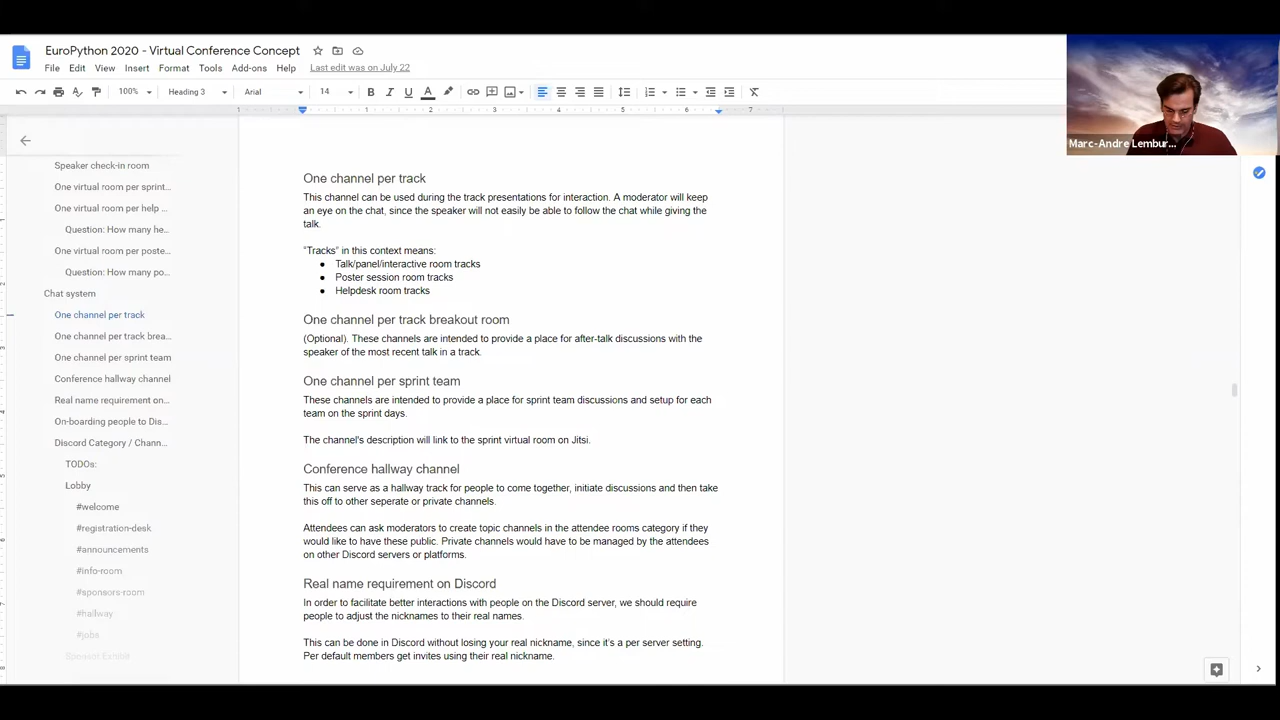 EuroPython 2020 - Virtual Conference Concept
File Edit View Insert Format Tools Add-ons Help Last edit was on July 22
100% Heading 3 Arial 14 B I U A
1 1 2 3 4 5 6 7
Marc-Andre Lembur...
Speaker check-in room
One virtual room per sprint...
One virtual room per help ...
Question: How many he...
One virtual room per poste...
Question: How many po...
Chat system
One channel per track
One channel per track brea...
One channel per sprint team
Conference hallway channel
Real name requirement on...
On-boarding people to Dis...
Discord Category / Chann...
TODOs:
Lobby
#welcome
#registration-desk
#announcements
#info-room
#sponsors-room
#hallway
#jobs
Sponsor Exhibit
One channel per track
This channel can be used during the track presentations for interaction. A moderator will keep
an eye on the chat, since the speaker will not easily be able to follow the chat while giving the
talk.
"Tracks" in this context means:
● Talk/panel/interactive room tracks
● Poster session room tracks
● Helpdesk room tracks
One channel per track breakout room
(Optional). These channels are intended to provide a place for after-talk discussions with the
speaker of the most recent talk in a track.
One channel per sprint team
These channels are intended to provide a place for sprint team discussions and setup for each
team on the sprint days.
The channel's description will link to the sprint virtual room on Jitsi.
Conference hallway channel
This can serve as a hallway track for people to come together, initiate discussions and then take
this off to other seperate or private channels.
Attendees can ask moderators to create topic channels in the attendee rooms category if they
would like to have these public. Private channels would have to be managed by the attendees
on other Discord servers or platforms.
Real name requirement on Discord
In order to facilitate better interactions with people on the Discord server, we should require
people to adjust the nicknames to their real names.
This can be done in Discord without losing your real nickname, since it's a per server setting.
Per default members get invites using their real nickname.